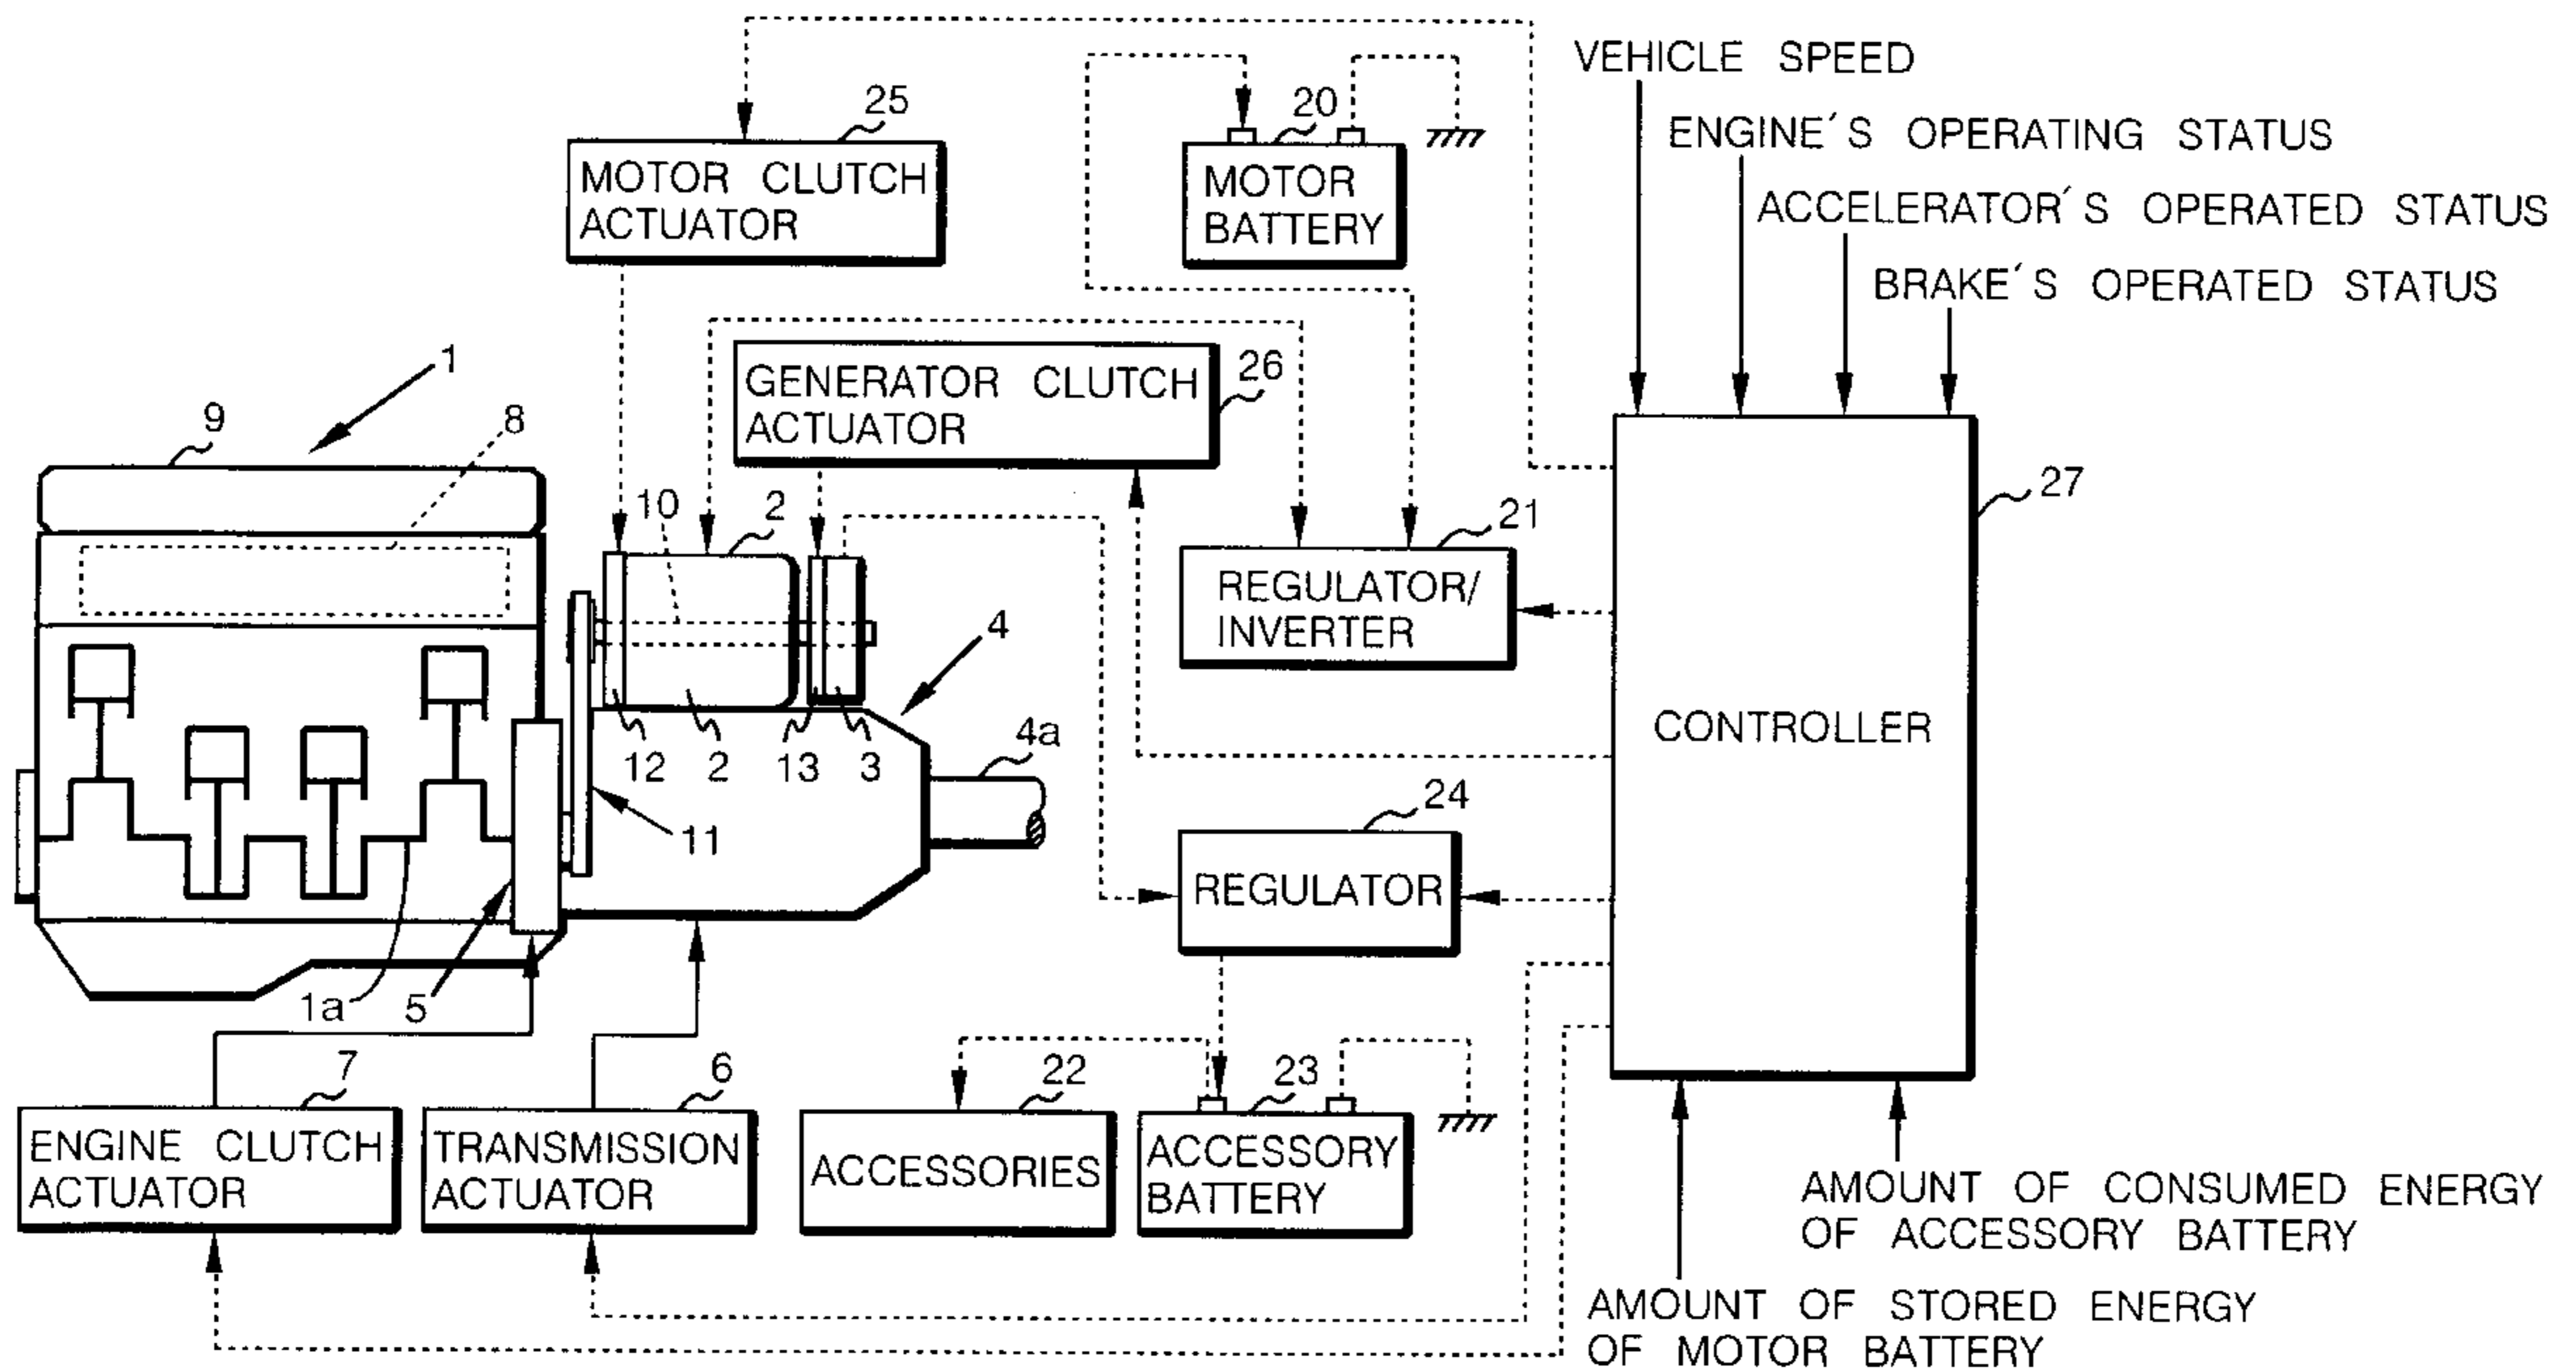 VEHICLE SPEED
ENGINE'S OPERATING STATUS
ACCELERATOR'S OPERATED STATUS
BRAKE'S OPERATED STATUS
25
MOTOR CLUTCH
ACTUATOR
20
MOTOR
BATTERY
GENERATOR CLUTCH
ACTUATOR
26
1
9
8
10
2
21
REGULATOR/
INVERTER
27
CONTROLLER
4
4a
12
2
13
3
11
24
REGULATOR
1a
5
7
ENGINE CLUTCH
ACTUATOR
6
TRANSMISSION
ACTUATOR
22
ACCESSORIES
23
ACCESSORY
BATTERY
AMOUNT OF CONSUMED ENERGY
OF ACCESSORY BATTERY
AMOUNT OF STORED ENERGY
OF MOTOR BATTERY